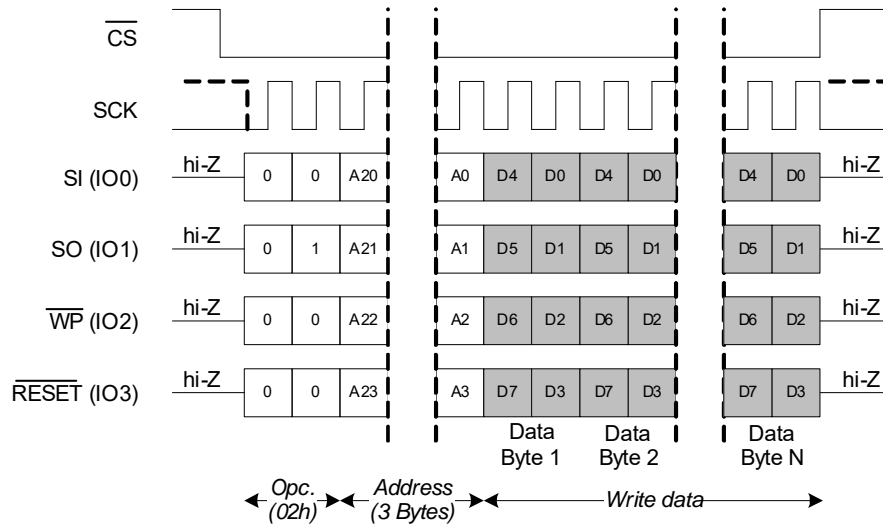 CS
SCK
SI (IO0) hi-Z 0 0 A20 A0 D4 D0 D4 D0 D4 D0 hi-Z
SO (IO1) hi-Z 0 1 A21 A1 D5 D1 D5 D1 D5 D1 hi-Z
WP (IO2) hi-Z 0 0 A22 A2 D6 D2 D6 D2 D6 D2 hi-Z
RESET (IO3) hi-Z 0 0 A23 A3 D7 D3 D7 D3 D7 D3 hi-Z
Data Data Data
Byte 1 Byte 2 Byte N
Opc. Address Write data
(02h) (3 Bytes)